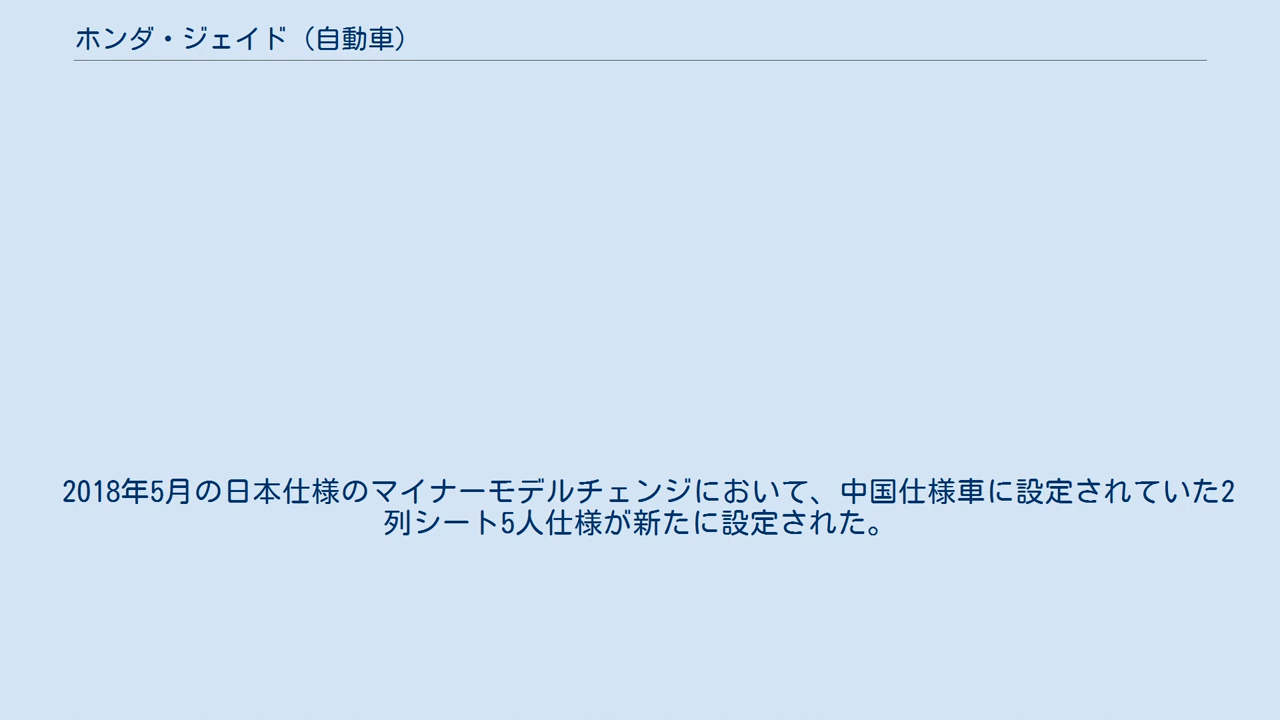 ホンダ・ジェイド（自動車）
2018年5月の日本仕様のマイナーモデルチェンジにおいて、中国仕様車に設定されていた2
列シート5人仕様が新たに設定された。